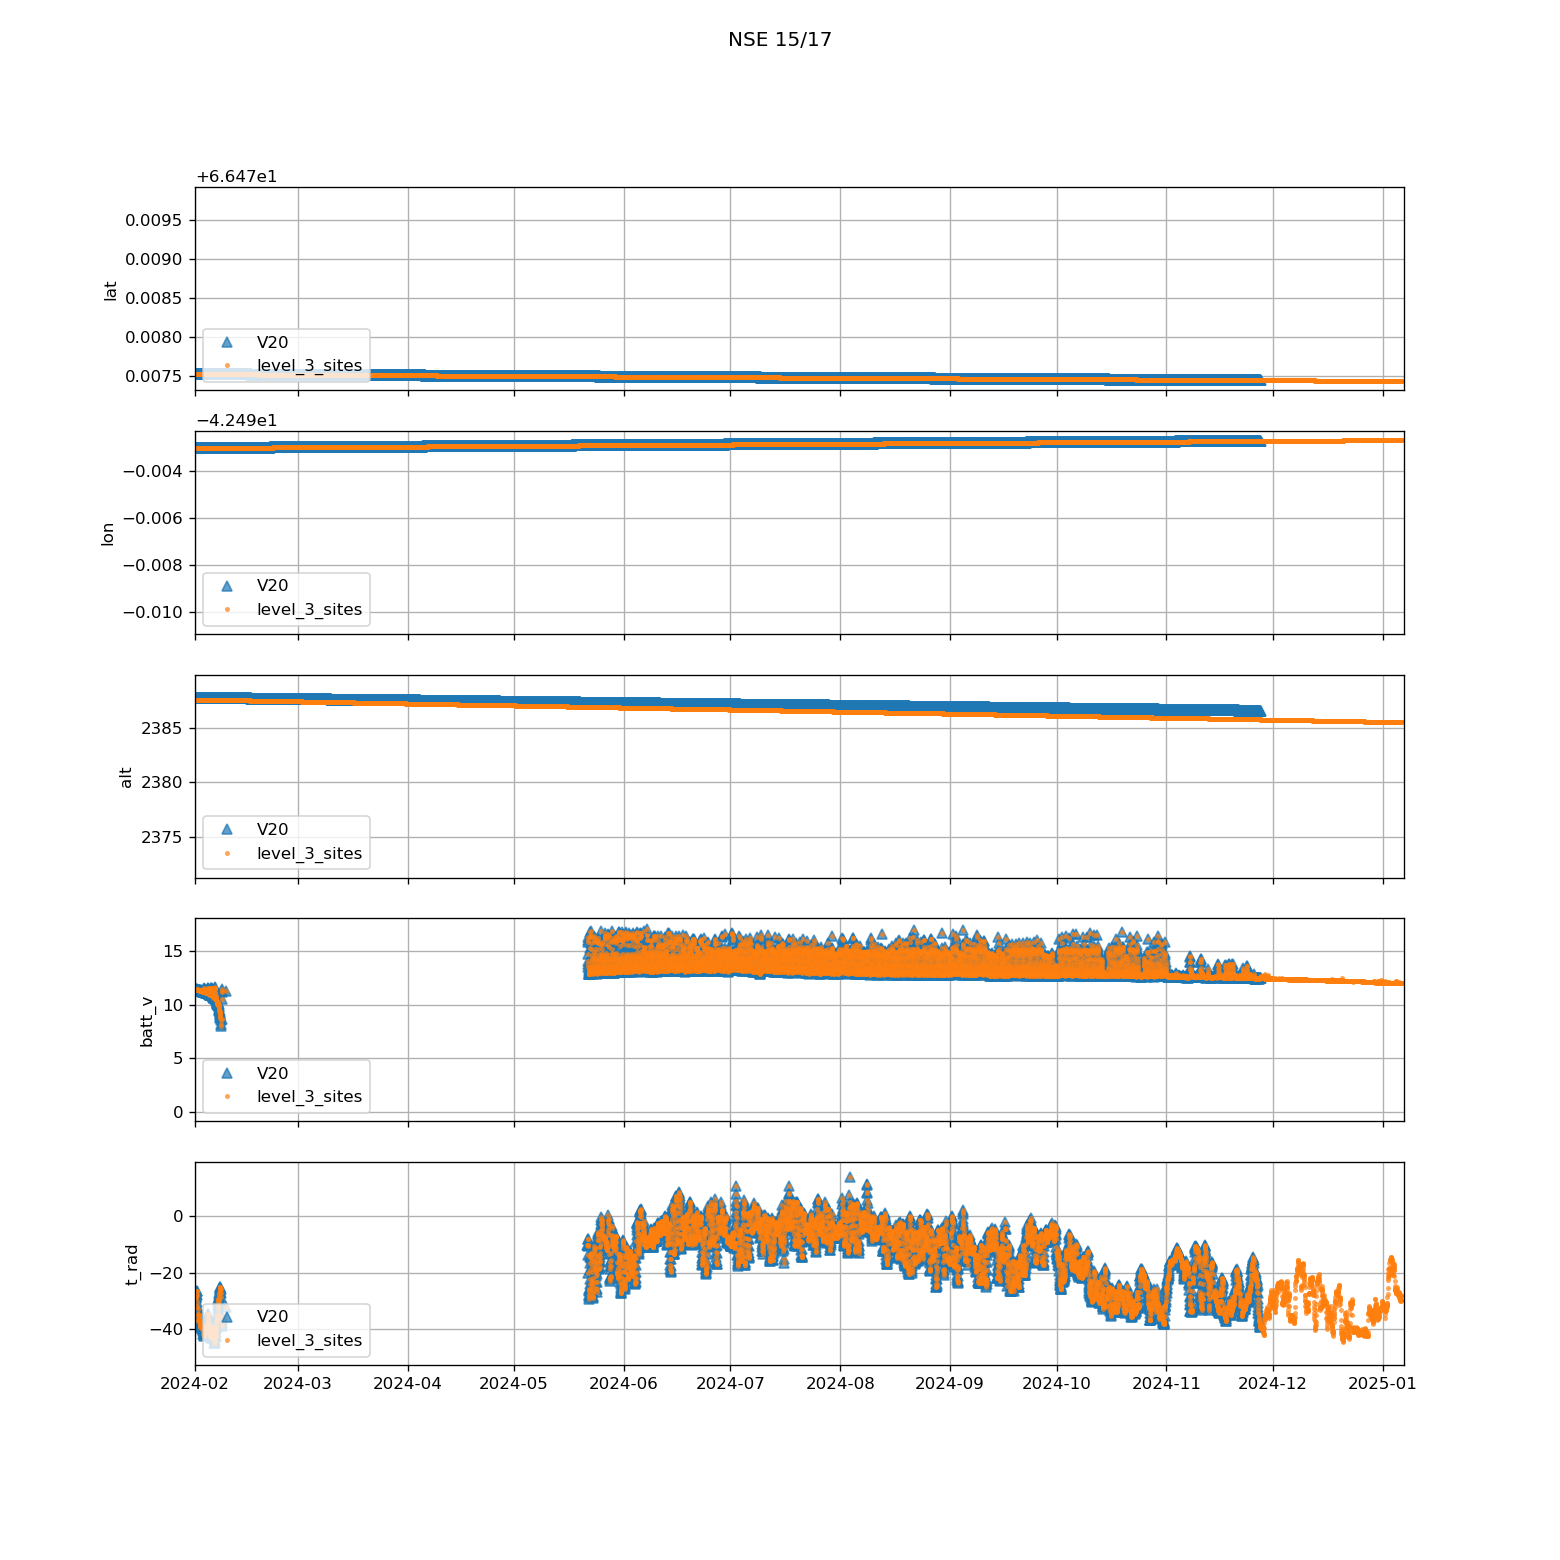 NSE 15/17
+6.647e1
0.0095
0.0090
0.0085
0.0080
0.0075
lat
V20
level_3_sites
−4.249e1
−0.004
−0.006
−0.008
−0.010
lon
V20
level_3_sites
2385
2380
2375
alt
V20
level_3_sites
15
10
5
0
batt_v
V20
level_3_sites
0
−20
−40
t_rad
V20
level_3_sites
2024-02 2024-03 2024-04 2024-05 2024-06 2024-07 2024-08 2024-09 2024-10 2024-11 2024-12 2025-01